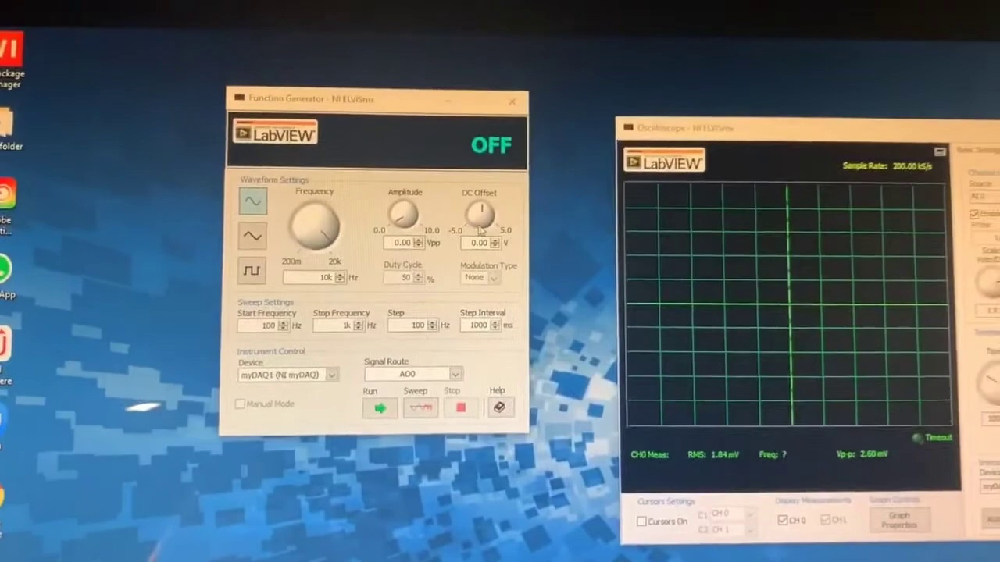 VI
ackage
nager
folder
be
ti...
App
ere
Function Generator - NI ELVISmx
LabVIEW
OFF
Waveform Settings
Frequency
Amplitude
DC Offset
0.0 10.0 -5.0 5.0
0.00 Vpp 0.00 V
200m 20k
Duty Cycle
Modulation Type
10k Hz
50 %
None
Sweep Settings
Start Frequency Stop Frequency Step Step Interval
100 Hz 1k Hz 100 Hz 1000 ms
Instrument Control
Device
Signal Route
myDAQ1 (NI myDAQ)
AO0
Run Sweep Stop Help
Manual Mode
Oscilloscope - NI ELVISmx
LabVIEW
Sample Rate: 200.00 kS/s
Timeout
CH0 Meas: RMS: 1.84 mV Freq: ? Vp-p: 2.60 mV
Cursors Settings
Display Measurements
Graph Controls
Cursors On
C1 CH 0
C2 CH 1
CH 0
CH 1
Graph
Properties
Source